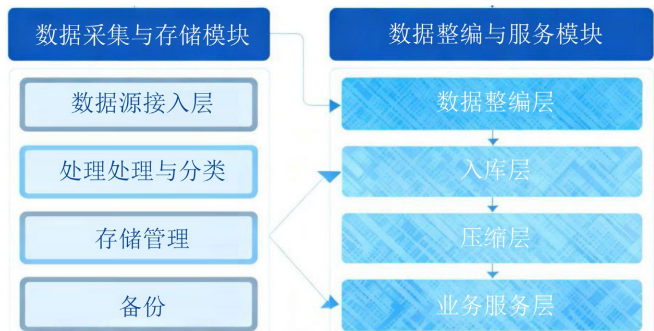 数据采集与存储模块
数据源接入层
处理处理与分类
存储管理
备份
数据整编与服务模块
数据整编层
入库层
压缩层
业务服务层